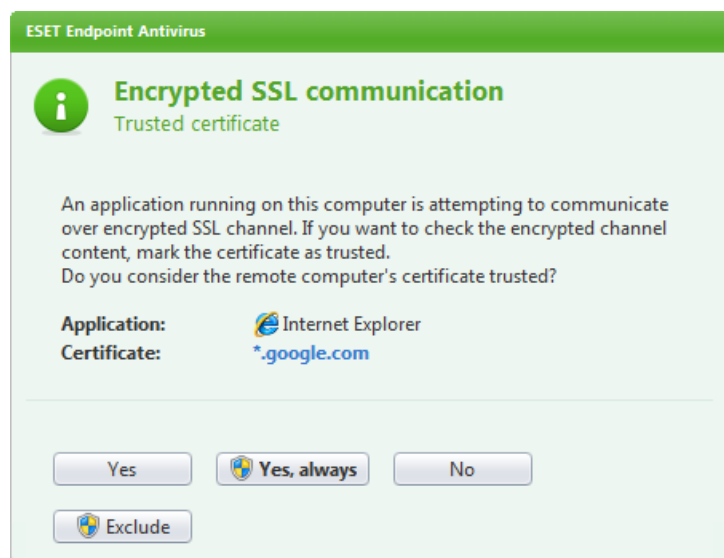 ESET Endpoint Antivirus
Encrypted SSL communication
Trusted certificate
An application running on this computer is attempting to communicate
over encrypted SSL channel. If you want to check the encrypted channel
content, mark the certificate as trusted.
Do you consider the remote computer's certificate trusted?
Application: Internet Explorer
Certificate: *.google.com
Yes Yes, always No
Exclude